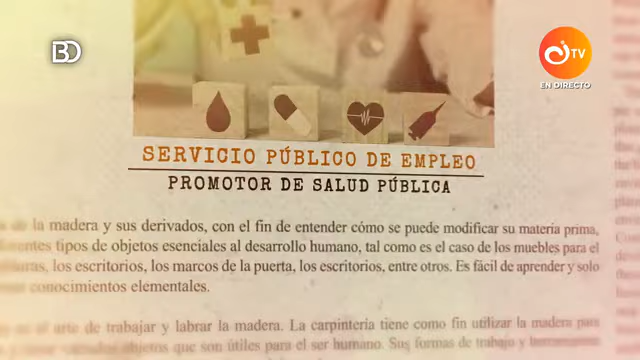 BD
TV
EN DIRECTO
SERVICIO PÚBLICO DE EMPLEO
PROMOTOR DE SALUD PÚBLICA
de la madera y sus derivados, con el fin de entender cómo se puede modificar su materia prima,
tipos de objetos esenciales al desarrollo humano, tal como es el caso de los muebles para el
los escritorios, los marcos de la puerta, los escritorios, entre otros. Es fácil de aprender y solo
conocimientos elementales.
el arte de trabajar y labrar la madera. La carpintería tiene como fin utilizar la madera para
objetos que son útiles para el ser humano. Sus formas de trabajo y herramientas